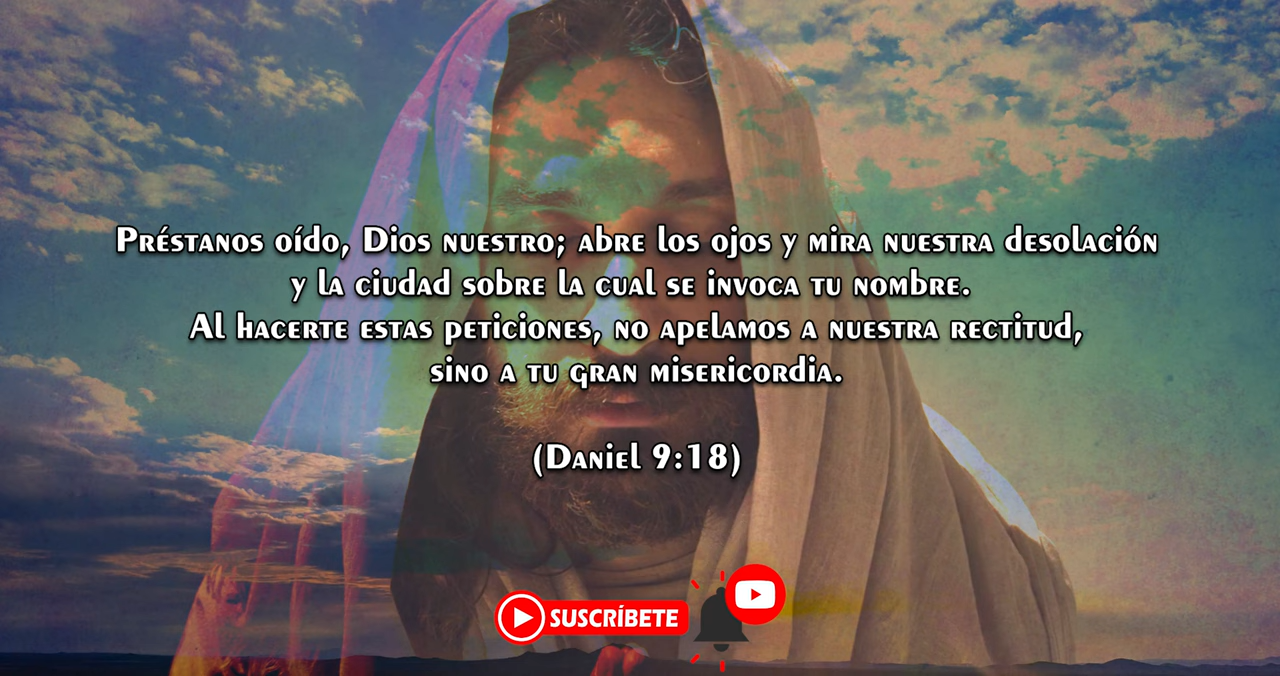 Préstanos oído, Dios nuestro; abre los ojos y mira nuestra desolación
y la ciudad sobre la cual se invoca tu nombre.
Al hacerte estas peticiones, no apelamos a nuestra rectitud,
sino a tu gran misericordia.
(Daniel 9:18)
SUSCRÍBETE